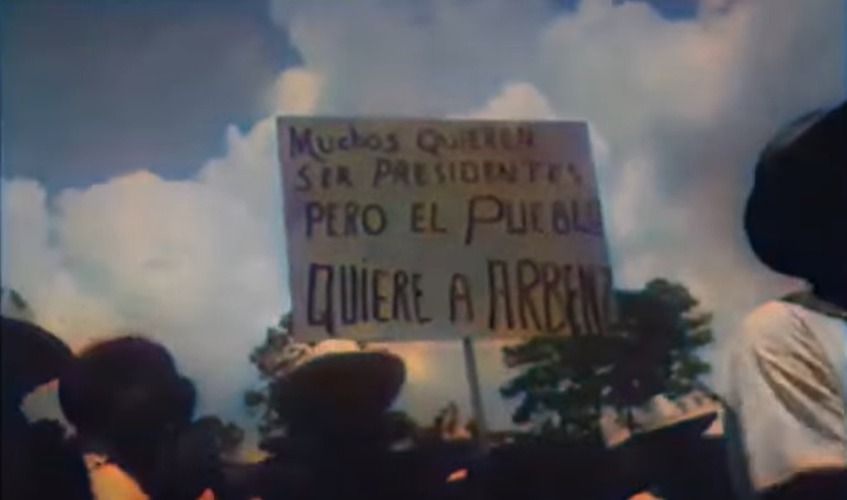 Muchos QUIEREN
SER PRESIDENTES
PERO EL PUEBLO
QUIERE A ARBENZ